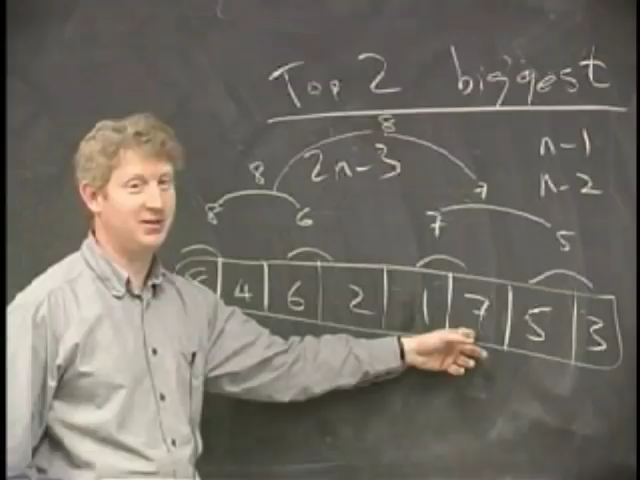 Top 2 biggest
8
n-1
8 2n-3 7
n-2
8 6 7 5
8 4 6 2 1 7 5 3